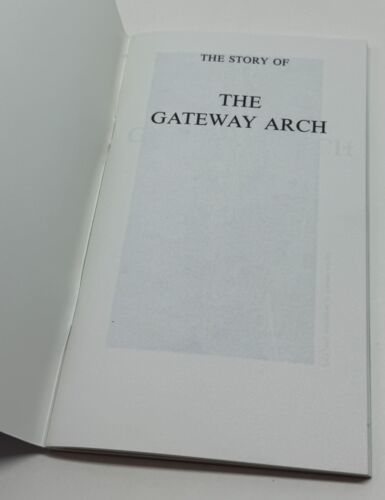 THE STORY OF
THE
GATEWAY ARCH